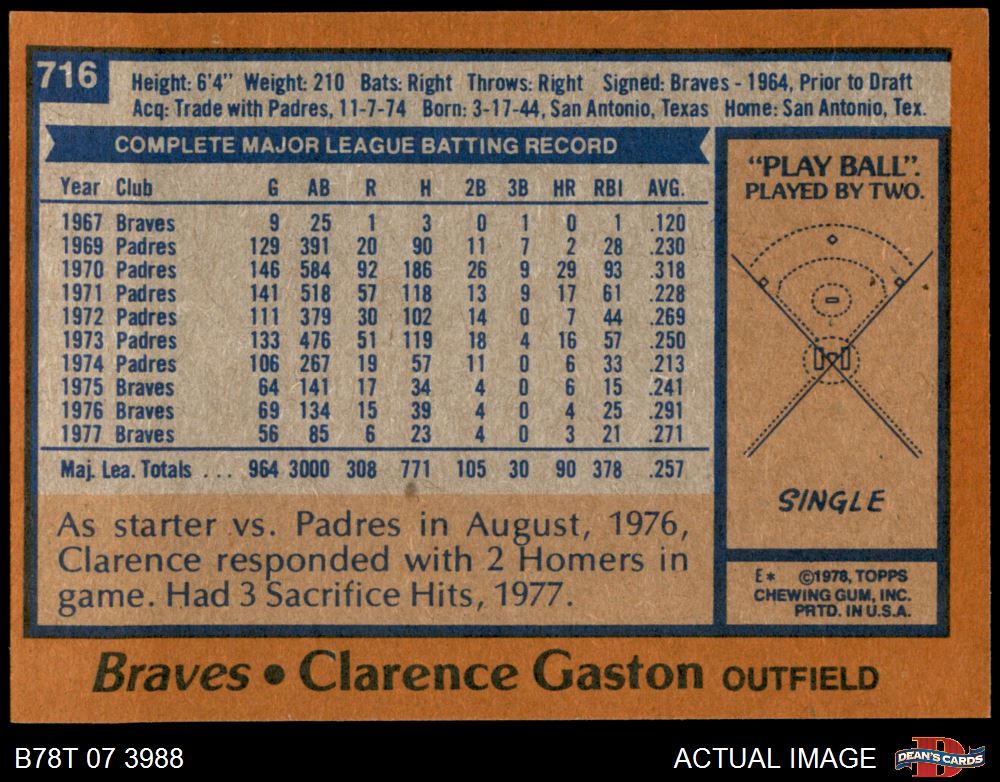 716
Height: 6'4" Weight: 210 Bats: Right Throws: Right Signed: Braves - 1964, Prior to Draft
Acq: Trade with Padres, 11-7-74 Born: 3-17-44, San Antonio, Texas Home: San Antonio, Tex.
COMPLETE MAJOR LEAGUE BATTING RECORD
Year Club G AB R H 2B 3B HR RBI AVG.
1967 Braves 9 25 1 3 0 1 0 1 .120
1969 Padres 129 391 20 90 11 7 2 28 .230
1970 Padres 146 584 92 186 26 9 29 93 .318
1971 Padres 141 518 57 118 13 9 17 61 .228
1972 Padres 111 379 30 102 14 0 7 44 .269
1973 Padres 133 476 51 119 18 4 16 57 .250
1974 Padres 106 267 19 57 11 0 6 33 .213
1975 Braves 64 141 17 34 4 0 6 15 .241
1976 Braves 69 134 15 39 4 0 4 25 .291
1977 Braves 56 85 6 23 4 0 3 21 .271
Maj. Lea. Totals . . . 964 3000 308 771 105 30 90 378 .257
As starter vs. Padres in August, 1976,
Clarence responded with 2 Homers in
game. Had 3 Sacrifice Hits, 1977.
"PLAY BALL".
PLAYED BY TWO.
SINGLE
E* ©1978, TOPPS
CHEWING GUM, INC.
PRTD. IN U.S.A.
Braves • Clarence Gaston OUTFIELD
B78T 07 3988
ACTUAL IMAGE
D
DEAN'S CARDS